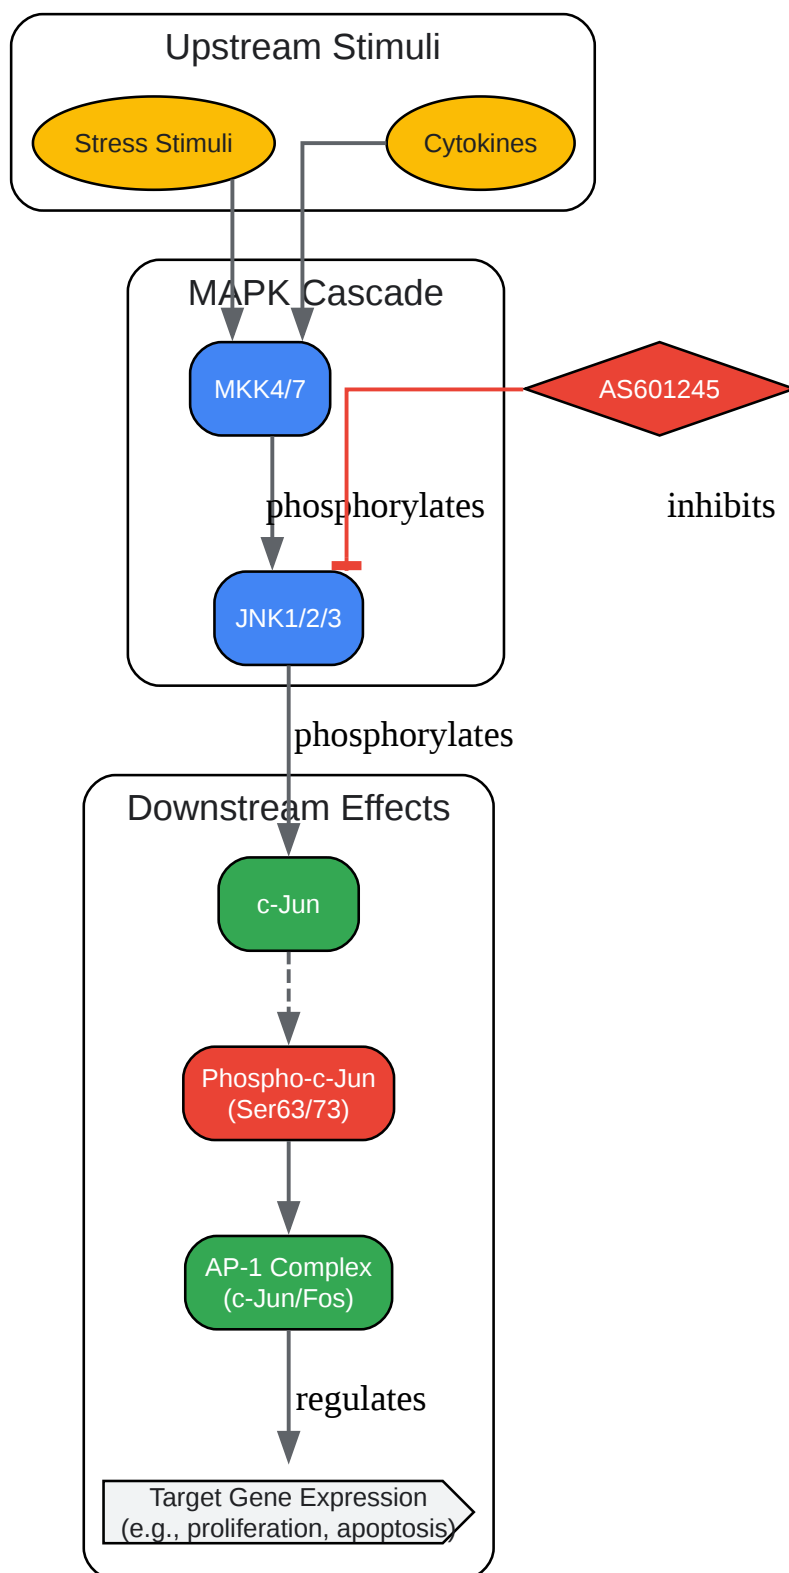 Upstream Stimuli
Stress Stimuli
Cytokines
MAPK Cascade
MKK4/7
AS601245
phosphorylates
inhibits
JNK1/2/3
phosphorylates
Downstream Effects
c-Jun
Phospho-c-Jun
(Ser63/73)
AP-1 Complex
(c-Jun/Fos)
regulates
Target Gene Expression
(e.g., proliferation, apoptosis)